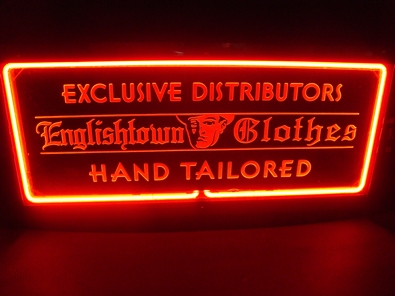 EXCLUSIVE DISTRIBUTORS
Englishtown Clothes
HAND TAILORED